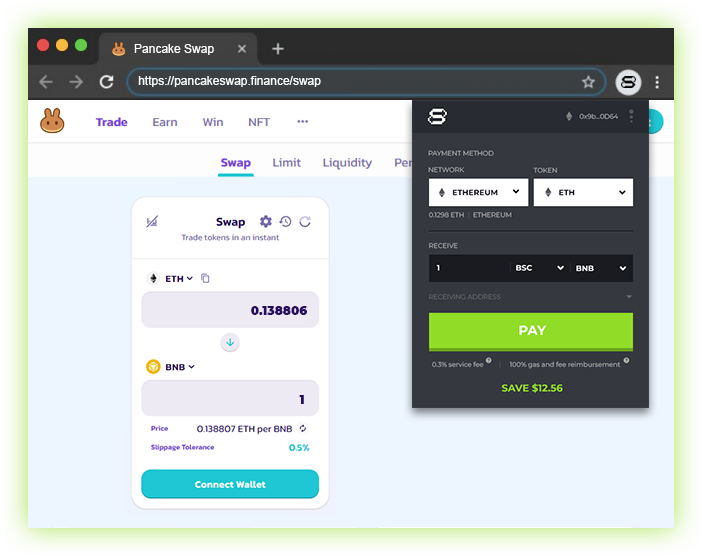 Pancake Swap
https://pancakeswap.finance/swap
Trade Earn Win NFT ···
Swap Limit Liquidity Per
Swap
Trade tokens in an instant
ETH
0.138806
BNB
1
Price 0.138807 ETH per BNB
Slippage Tolerance 0.5%
Connect Wallet
0x9b...0D64
PAYMENT METHOD
NETWORK TOKEN
ETHEREUM ETH
0.1298 ETH | ETHEREUM
RECEIVE
1 BSC BNB
RECEIVING ADDRESS
PAY
0.3% service fee ? | 100% gas and fee reimbursement ?
SAVE $12.56